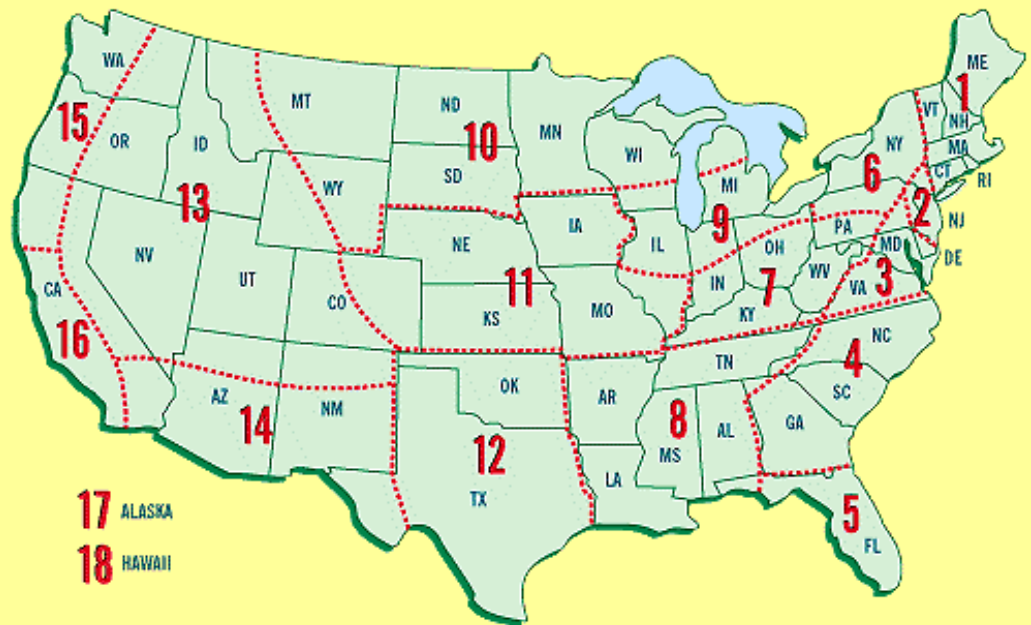 WA
MT
ND
MN
ME
15
OR
ID
10
WI
VT
1
NH
NY
MA
WY
SD
MI
6
CT
RI
13
9
2
NJ
NV
NE
IA
IL
OH
PA
MD
DE
UT
CA
CO
11
KS
MO
IN
7
WV
3
VA
KY
16
NC
4
TN
AZ
NM
OK
AR
SC
14
12
8
AL
GA
MS
TX
LA
17 ALASKA
5
FL
18 HAWAII